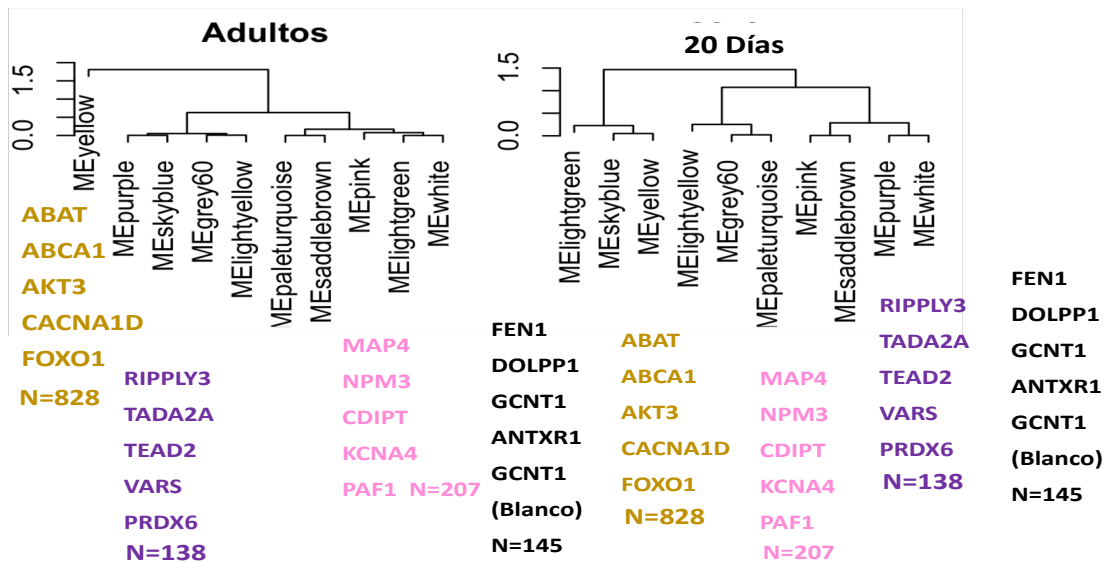 Adultos
1.5
0.0
MEyellow
MEpurple
MEskyblue
MEgrey60
MElightyellow
MEpaleturquoise
MEsaddlebrown
MEpink
MElightgreen
MEwhite
ABAT
ABCA1
AKT3
CACNA1D
FOXO1
N=828
RIPPLY3
TADA2A
TEAD2
VARS
PRDX6
N=138
MAP4
NPM3
CDIPT
KCNA4
PAF1 N=207
FEN1
DOLPP1
GCNT1
ANTXR1
GCNT1
(Blanco)
N=145
20 Días
1.5
0.0
MElightgreen
MEskyblue
MEyellow
MElightyellow
MEgrey60
MEpaleturquoise
MEpink
MEsaddlebrown
MEpurple
MEwhite
ABAT
ABCA1
AKT3
CACNA1D
FOXO1
N=828
MAP4
NPM3
CDIPT
KCNA4
PAF1
N=207
RIPPLY3
TADA2A
TEAD2
VARS
PRDX6
N=138
FEN1
DOLPP1
GCNT1
ANTXR1
GCNT1
(Blanco)
N=145